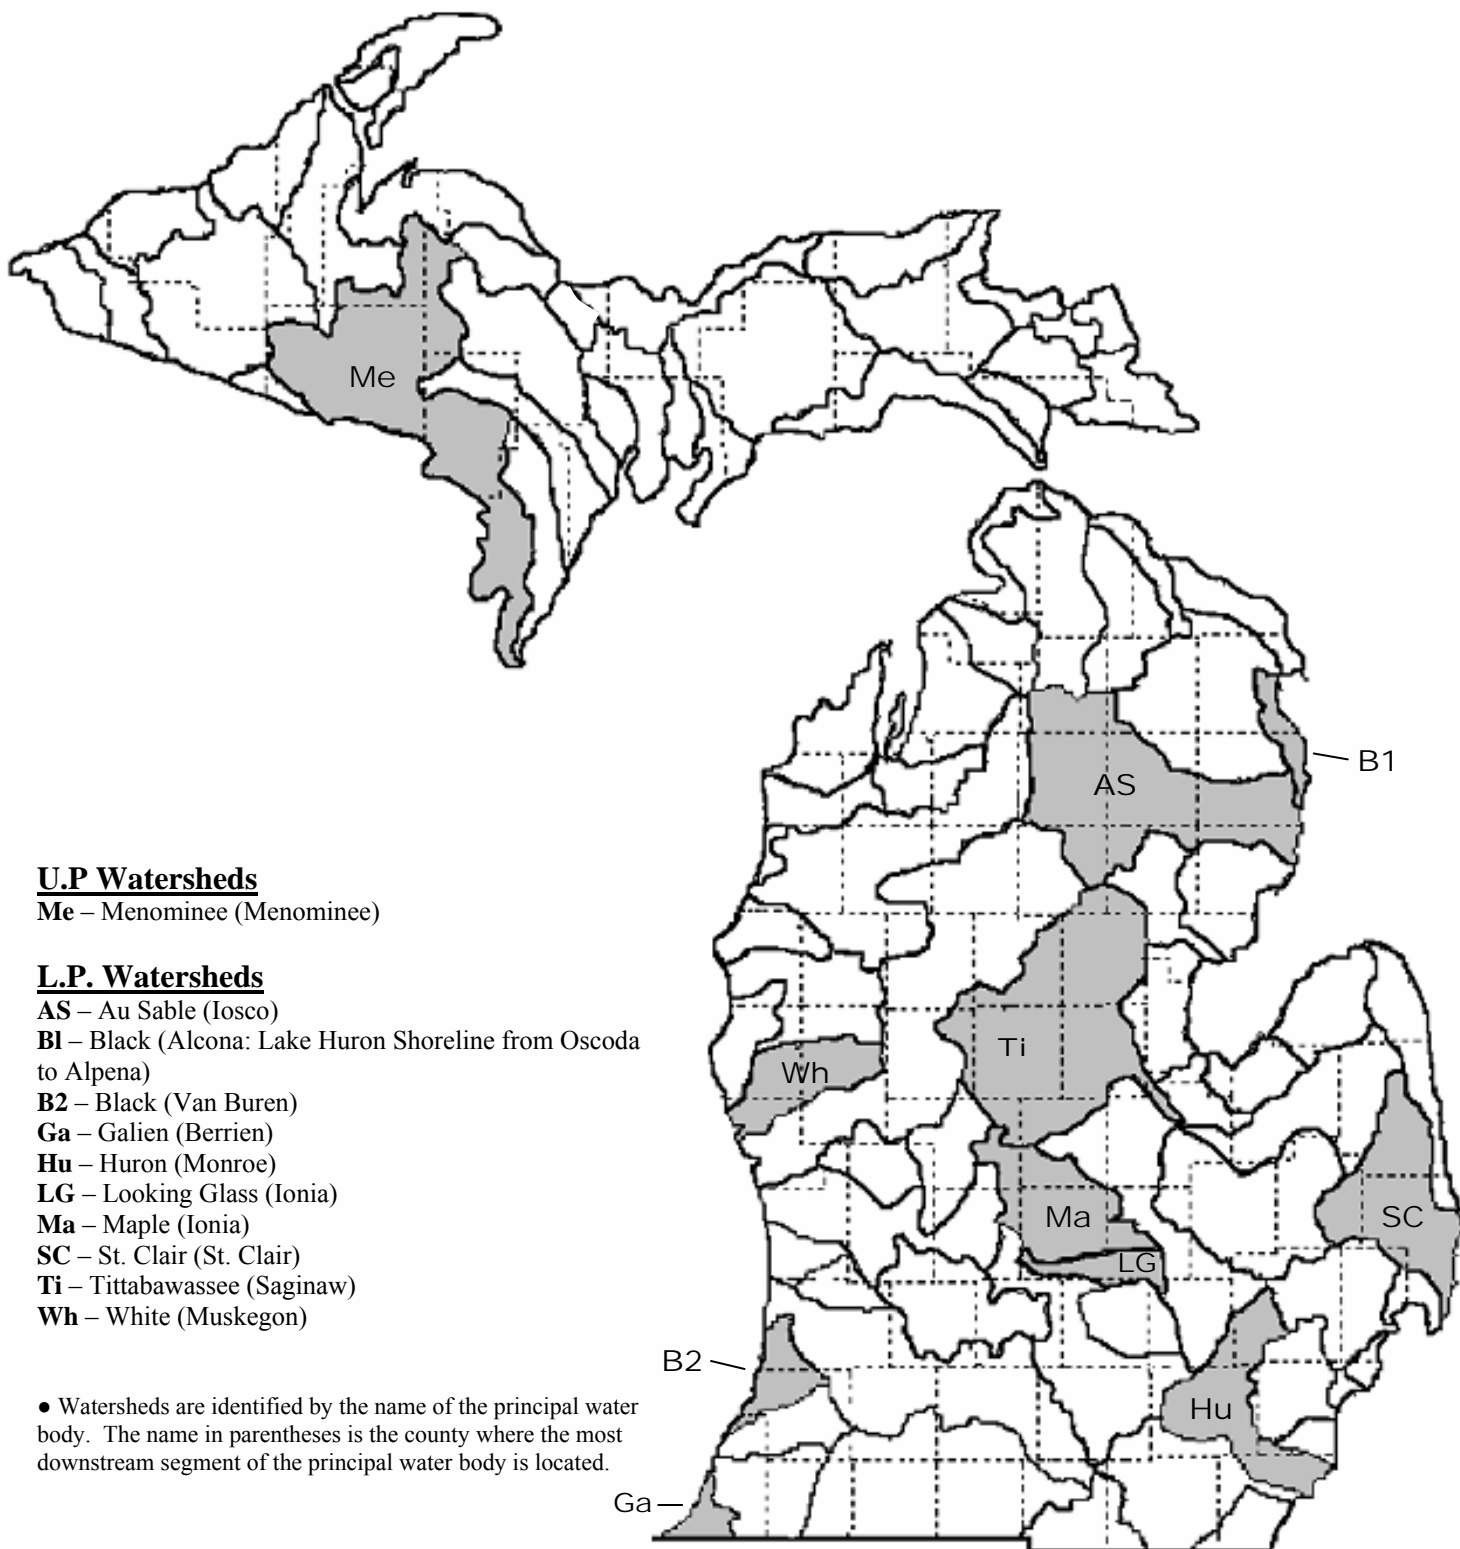 Me
B1
AS
U.P Watersheds
Me – Menominee (Menominee)
L.P. Watersheds
AS – Au Sable (Iosco)
Bl – Black (Alcona: Lake Huron Shoreline from Oscoda
to Alpena)
B2 – Black (Van Buren)
Ga – Galien (Berrien)
Hu – Huron (Monroe)
LG – Looking Glass (Ionia)
Ma – Maple (Ionia)
SC – St. Clair (St. Clair)
Ti – Tittabawassee (Saginaw)
Wh – White (Muskegon)
Ti
Wh
Ma
SC
LG
B2
Hu
Ga
● Watersheds are identified by the name of the principal water
body. The name in parentheses is the county where the most
downstream segment of the principal water body is located.